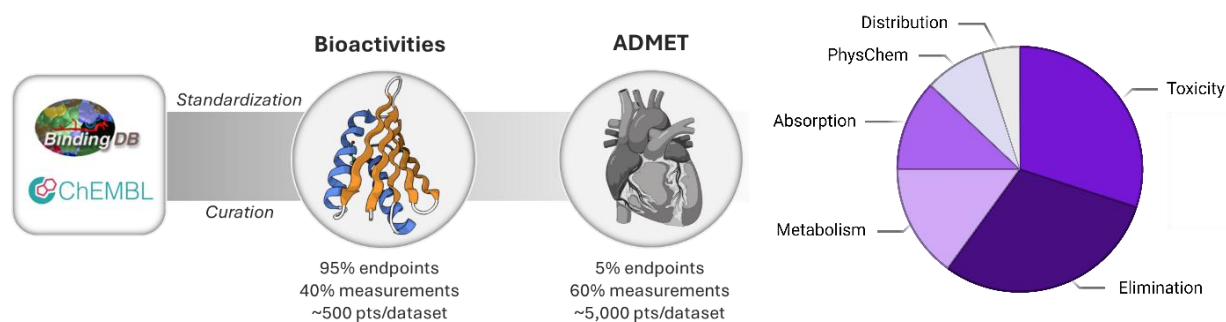 Bioactivities
ADMET
Standardization
Binding DB
ChEMBL
Curation
95% endpoints
40% measurements
~500 pts/dataset
5% endpoints
60% measurements
~5,000 pts/dataset
Distribution
PhysChem
Toxicity
Absorption
Metabolism
Elimination